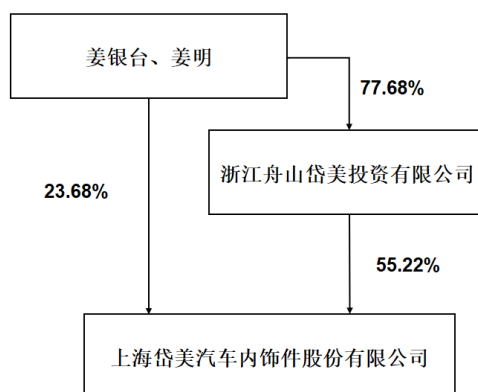 姜银台、姜明
77.68%
浙江舟山岱美投资有限公司
23.68%
55.22%
上海岱美汽车内饰件股份有限公司